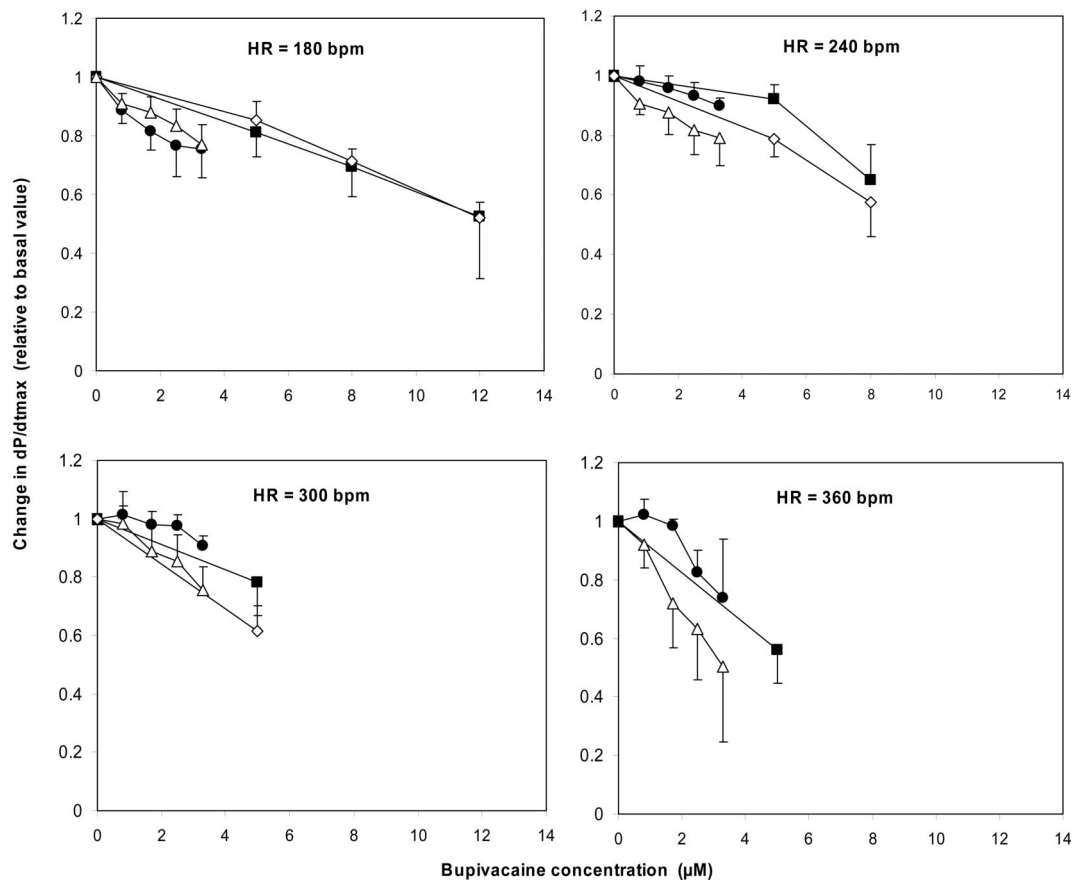 Change in dP/dtmax (relative to basal value)
HR = 180 bpm
1.2
1
0.8
0.6
0.4
0.2
0
0 2 4 6 8 10 12 14
HR = 240 bpm
1.2
1
0.8
0.6
0.4
0.2
0
0 2 4 6 8 10 12 14
HR = 300 bpm
1.2
1
0.8
0.6
0.4
0.2
0
0 2 4 6 8 10 12 14
HR = 360 bpm
1.2
1
0.8
0.6
0.4
0.2
0
0 2 4 6 8 10 12 14
Bupivacaine concentration (µM)